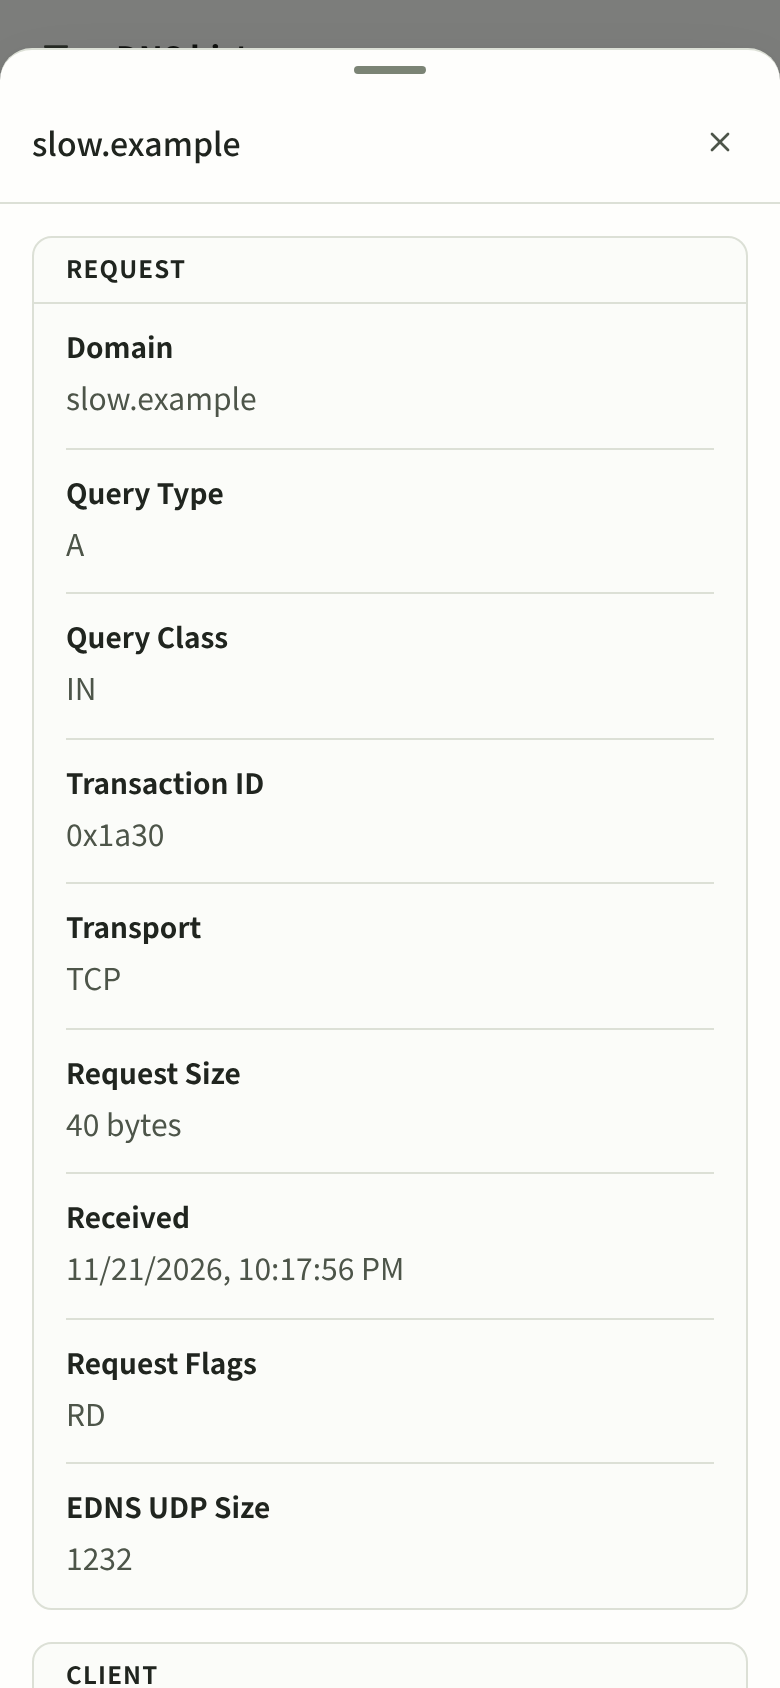 slow.example
REQUEST
Domain
slow.example
Query Type
A
Query Class
IN
Transaction ID
0x1a30
Transport
TCP
Request Size
40 bytes
Received
11/21/2026, 10:17:56 PM
Request Flags
RD
EDNS UDP Size
1232
CLIENT